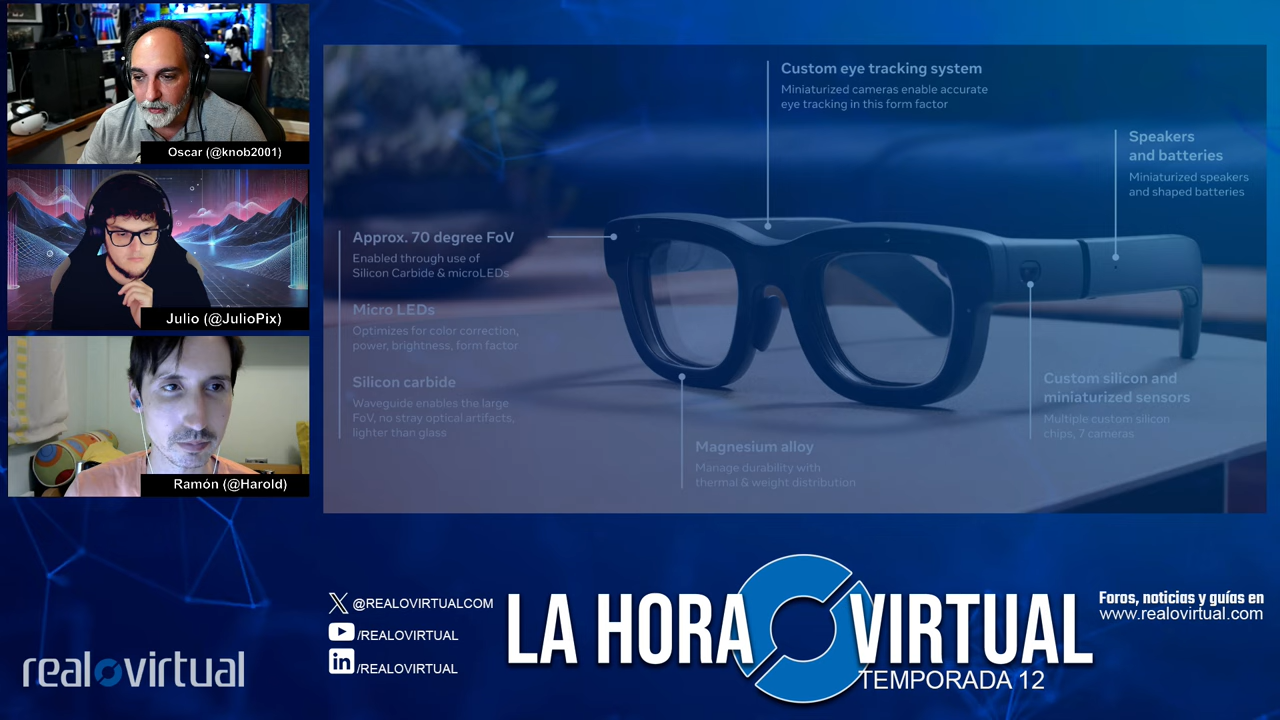 Oscar (@knob2001)
Julio (@JulioPix)
Ramón (@Harold)
Custom eye tracking system
Miniaturized cameras enable accurate
eye tracking in this form factor
Speakers
and batteries
Miniaturized speakers
and shaped batteries
Approx. 70 degree FoV
Enabled through use of
Silicon Carbide & microLEDs
Micro LEDs
Optimizes for color correction,
power, brightness, form factor
Silicon carbide
Waveguide enables the large
FoV, no stray optical artifacts,
lighter than glass
Magnesium alloy
Manage durability with
thermal & weight distribution
Custom silicon and
miniaturized sensors
Multiple custom silicon
chips, 7 cameras
realovirtual
@REALOVIRTUALCOM
/REALOVIRTUAL
/REALOVIRTUAL
LA HORA VIRTUAL
TEMPORADA 12
Foros, noticias y guías en
www.realovirtual.com